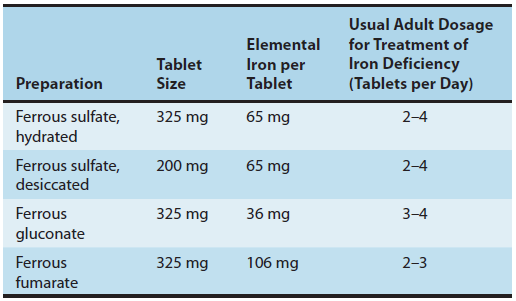 Preparation Tablet Size Elemental Iron per Tablet Usual Adult Dosage for Treatment of Iron Deficiency (Tablets per Day)
Ferrous sulfate, hydrated 325 mg 65 mg 2–4
Ferrous sulfate, desiccated 200 mg 65 mg 2–4
Ferrous gluconate 325 mg 36 mg 3–4
Ferrous fumarate 325 mg 106 mg 2–3